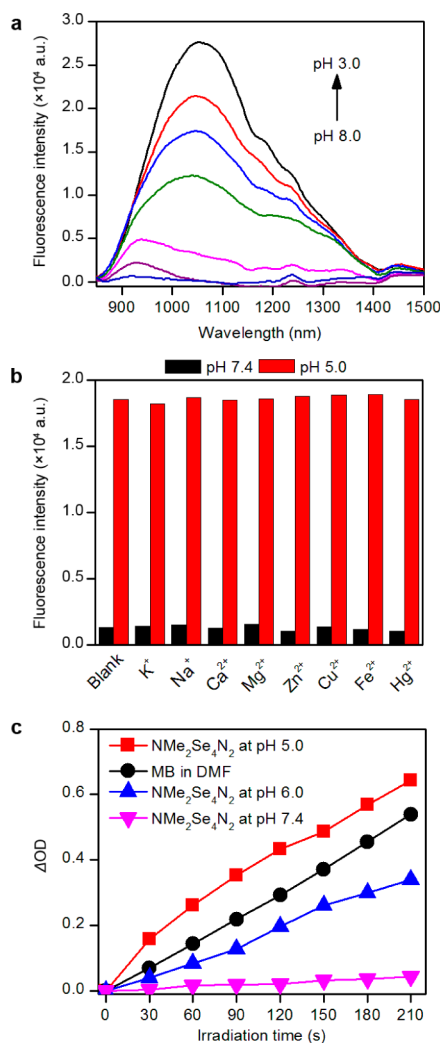 a
3.0
2.5
2.0
1.5
1.0
0.5
0.0
Fluorescence intensity (×10⁴ a.u.)
pH 3.0
pH 8.0
900 1000 1100 1200 1300 1400 1500
Wavelength (nm)
pH 7.4 pH 5.0
b
2.0
1.5
1.0
0.5
0.0
Fluorescence intensity (×10⁴ a.u.)
Blank K⁺ Na⁺ Ca²⁺ Mg²⁺ Zn²⁺ Cu²⁺ Fe²⁺ Hg²⁺
c
0.8
0.6
0.4
0.2
0.0
ΔOD
NMe₂Se₄N₂ at pH 5.0
MB in DMF
NMe₂Se₄N₂ at pH 6.0
NMe₂Se₄N₂ at pH 7.4
0 30 60 90 120 150 180 210
Irradiation time (s)